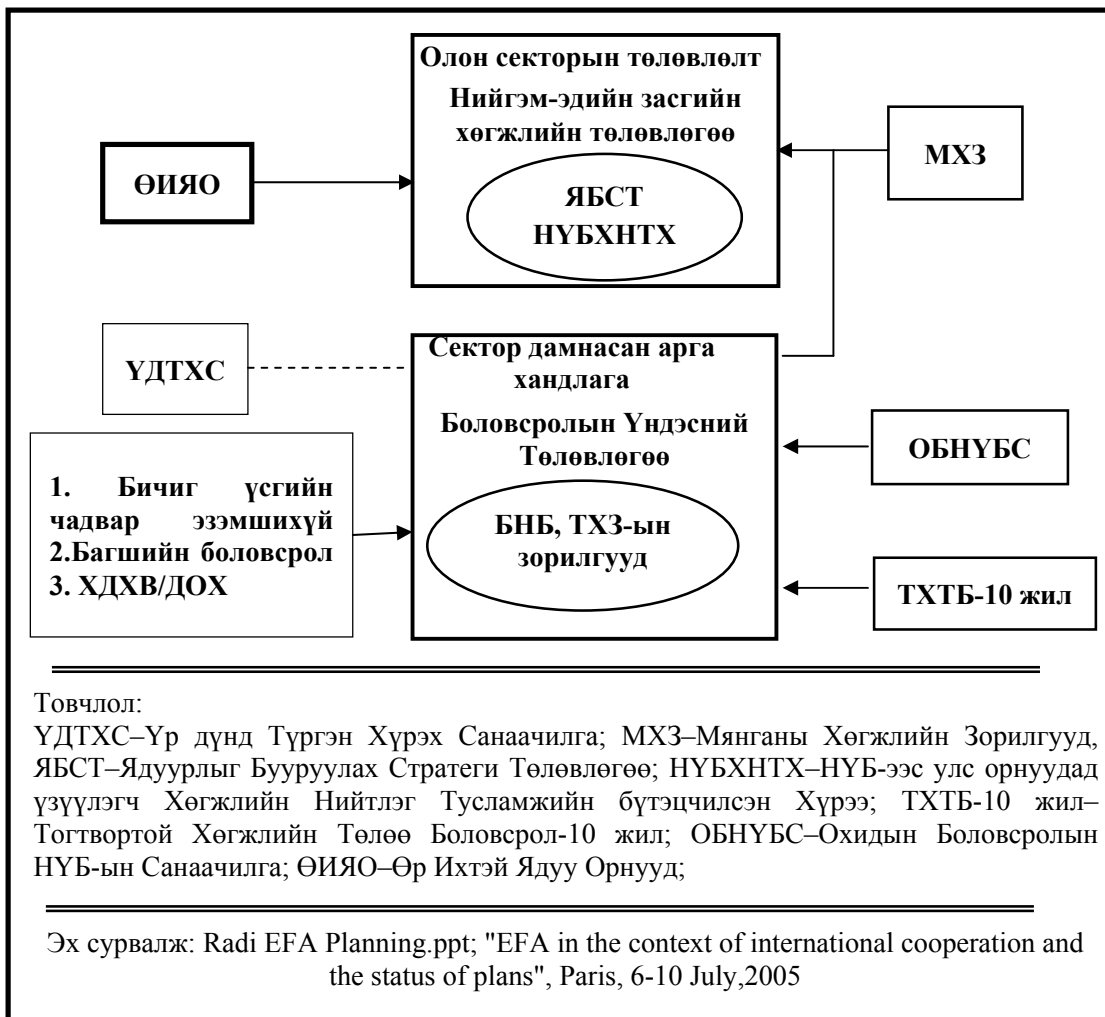 Олон секторын төлөвлөлт
Нийгэм-эдийн засгийн
хөгжлийн төлөвлөгөө
ЯБСТ
НҮБХНТХ
ӨИЯО
МХЗ
ҮДТХС
Сектор дамнасан арга
хандлага
Боловсролын Үндэсний
Төлөвлөгөө
БНБ, ТХЗ-ын
зорилгууд
1. Бичиг үсгийн
чадвар эзэмшихүй
2.Багшийн боловсрол
3. ХДХВ/ДОХ
ОБНҮБС
ТХТБ-10 жил
Товчлол:
ҮДТХС–Үр дүнд Түргэн Хүрэх Санаачилга; МХЗ–Мянганы Хөгжлийн Зорилгууд,
ЯБСТ–Ядуурлыг Бууруулах Стратеги Төлөвлөгөө; НҮБХНТХ–НҮБ-ээс улс орнуудад
үзүүлэгч Хөгжлийн Нийтлэг Тусламжийн бүтэцчилсэн Хүрээ; ТХТБ-10 жил–
Тогтвортой Хөгжлийн Төлөө Боловсрол-10 жил; ОБНҮБС–Охидын Боловсролын
НҮБ-ын Санаачилга; ӨИЯО–Өр Ихтэй Ядуу Орнууд;
Эх сурвалж: Radi EFA Planning.ppt; "EFA in the context of international cooperation and
the status of plans", Paris, 6-10 July,2005